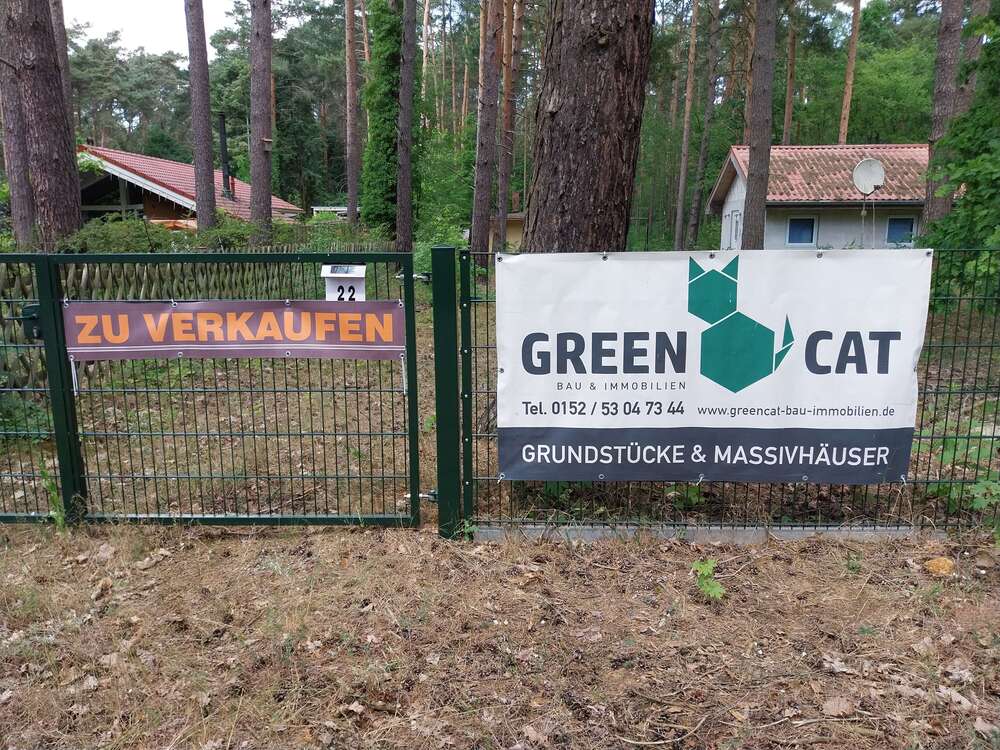 22
ZU VERKAUFEN
GREEN CAT
BAU & IMMOBILIEN
Tel. 0152 / 53 04 73 44 www.greencat-bau-immobilien.de
GRUNDSTÜCKE & MASSIVHÄUSER